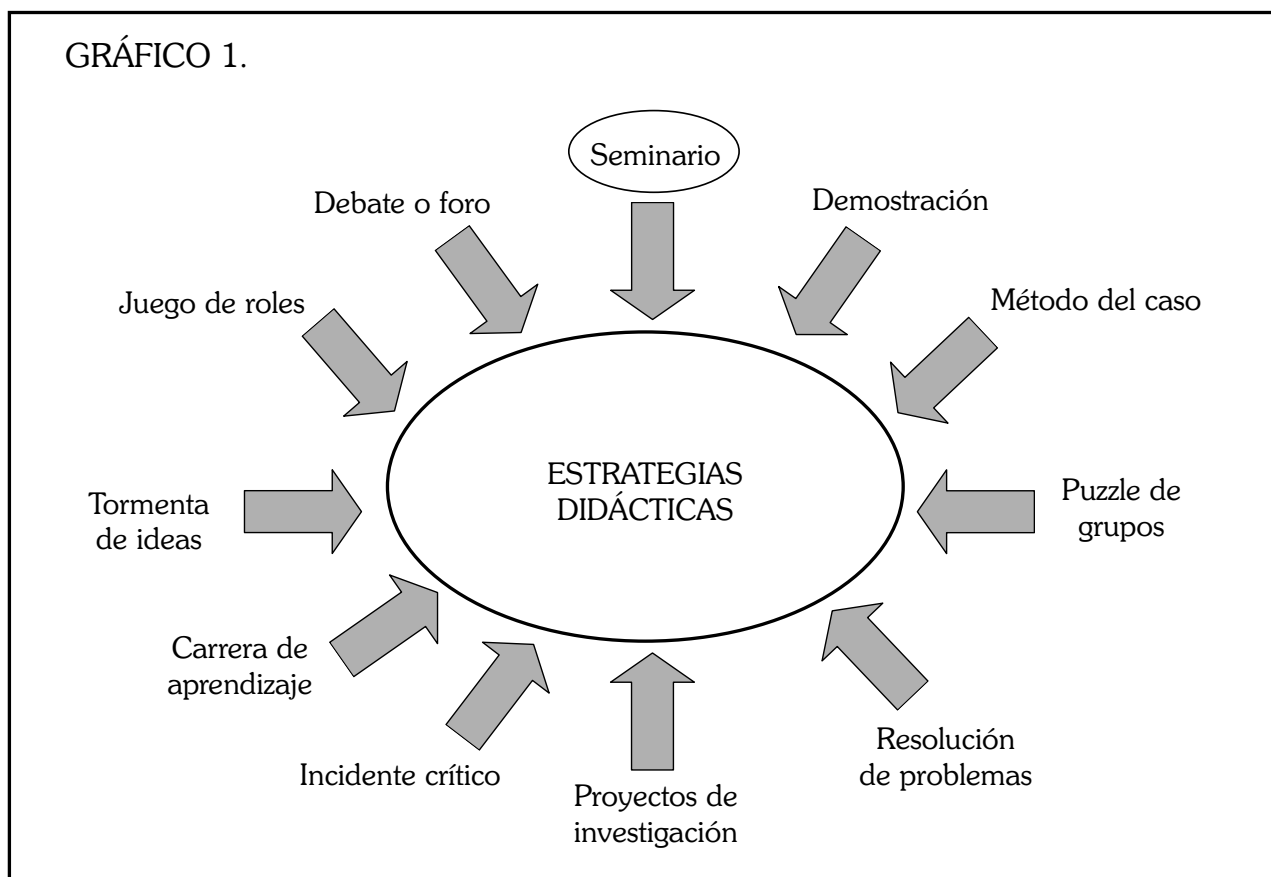 GRÁFICO 1.
Seminario
Debate o foro
Demostración
Juego de roles
Método del caso
ESTRATEGIAS
DIDÁCTICAS
Tormenta
de ideas
Puzzle de
grupos
Carrera de
aprendizaje
Incidente crítico
Proyectos de
investigación
Resolución
de problemas